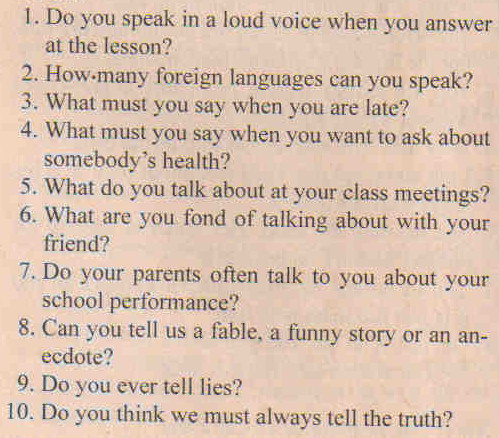 1. Do you speak in a loud voice when you answer
at the lesson?
2. How many foreign languages can you speak?
3. What must you say when you are late?
4. What must you say when you want to ask about
somebody's health?
5. What do you talk about at your class meetings?
6. What are you fond of talking about with your
friend?
7. Do your parents often talk to you about your
school performance?
8. Can you tell us a fable, a funny story or an an-
ecdote?
9. Do you ever tell lies?
10. Do you think we must always tell the truth?